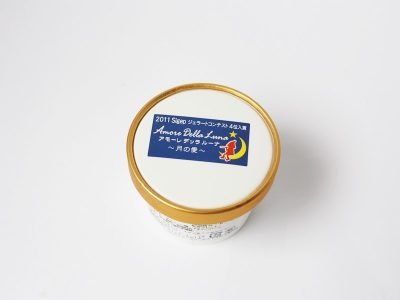 2011 Sigep ジェラートコンテスト 4位入賞
Amore Della Luna
アモーレ デッラ ルーナ
～月の愛～